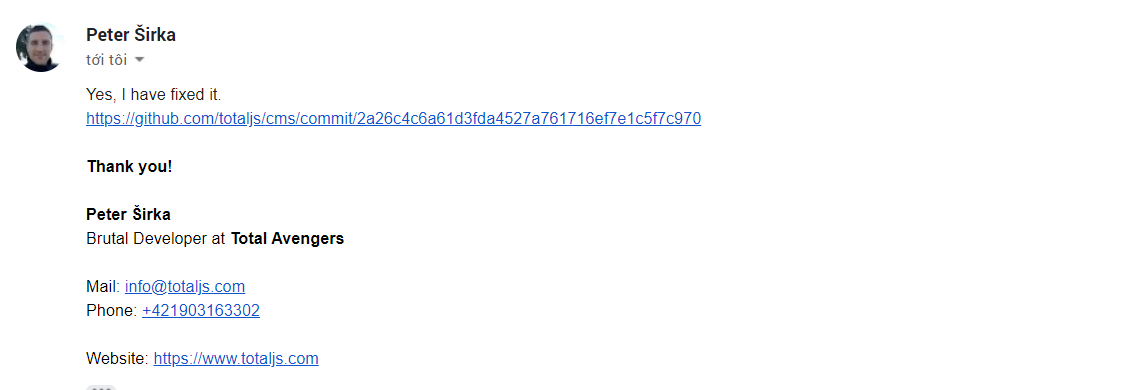 Peter Širka
tới tôi
Yes, I have fixed it.
https://github.com/totaljs/cms/commit/2a26c4c6a61d3fda4527a761716ef7e1c5f7c970
Thank you!
Peter Širka
Brutal Developer at Total Avengers
Mail: info@totaljs.com
Phone: +421903163302
Website: https://www.totaljs.com